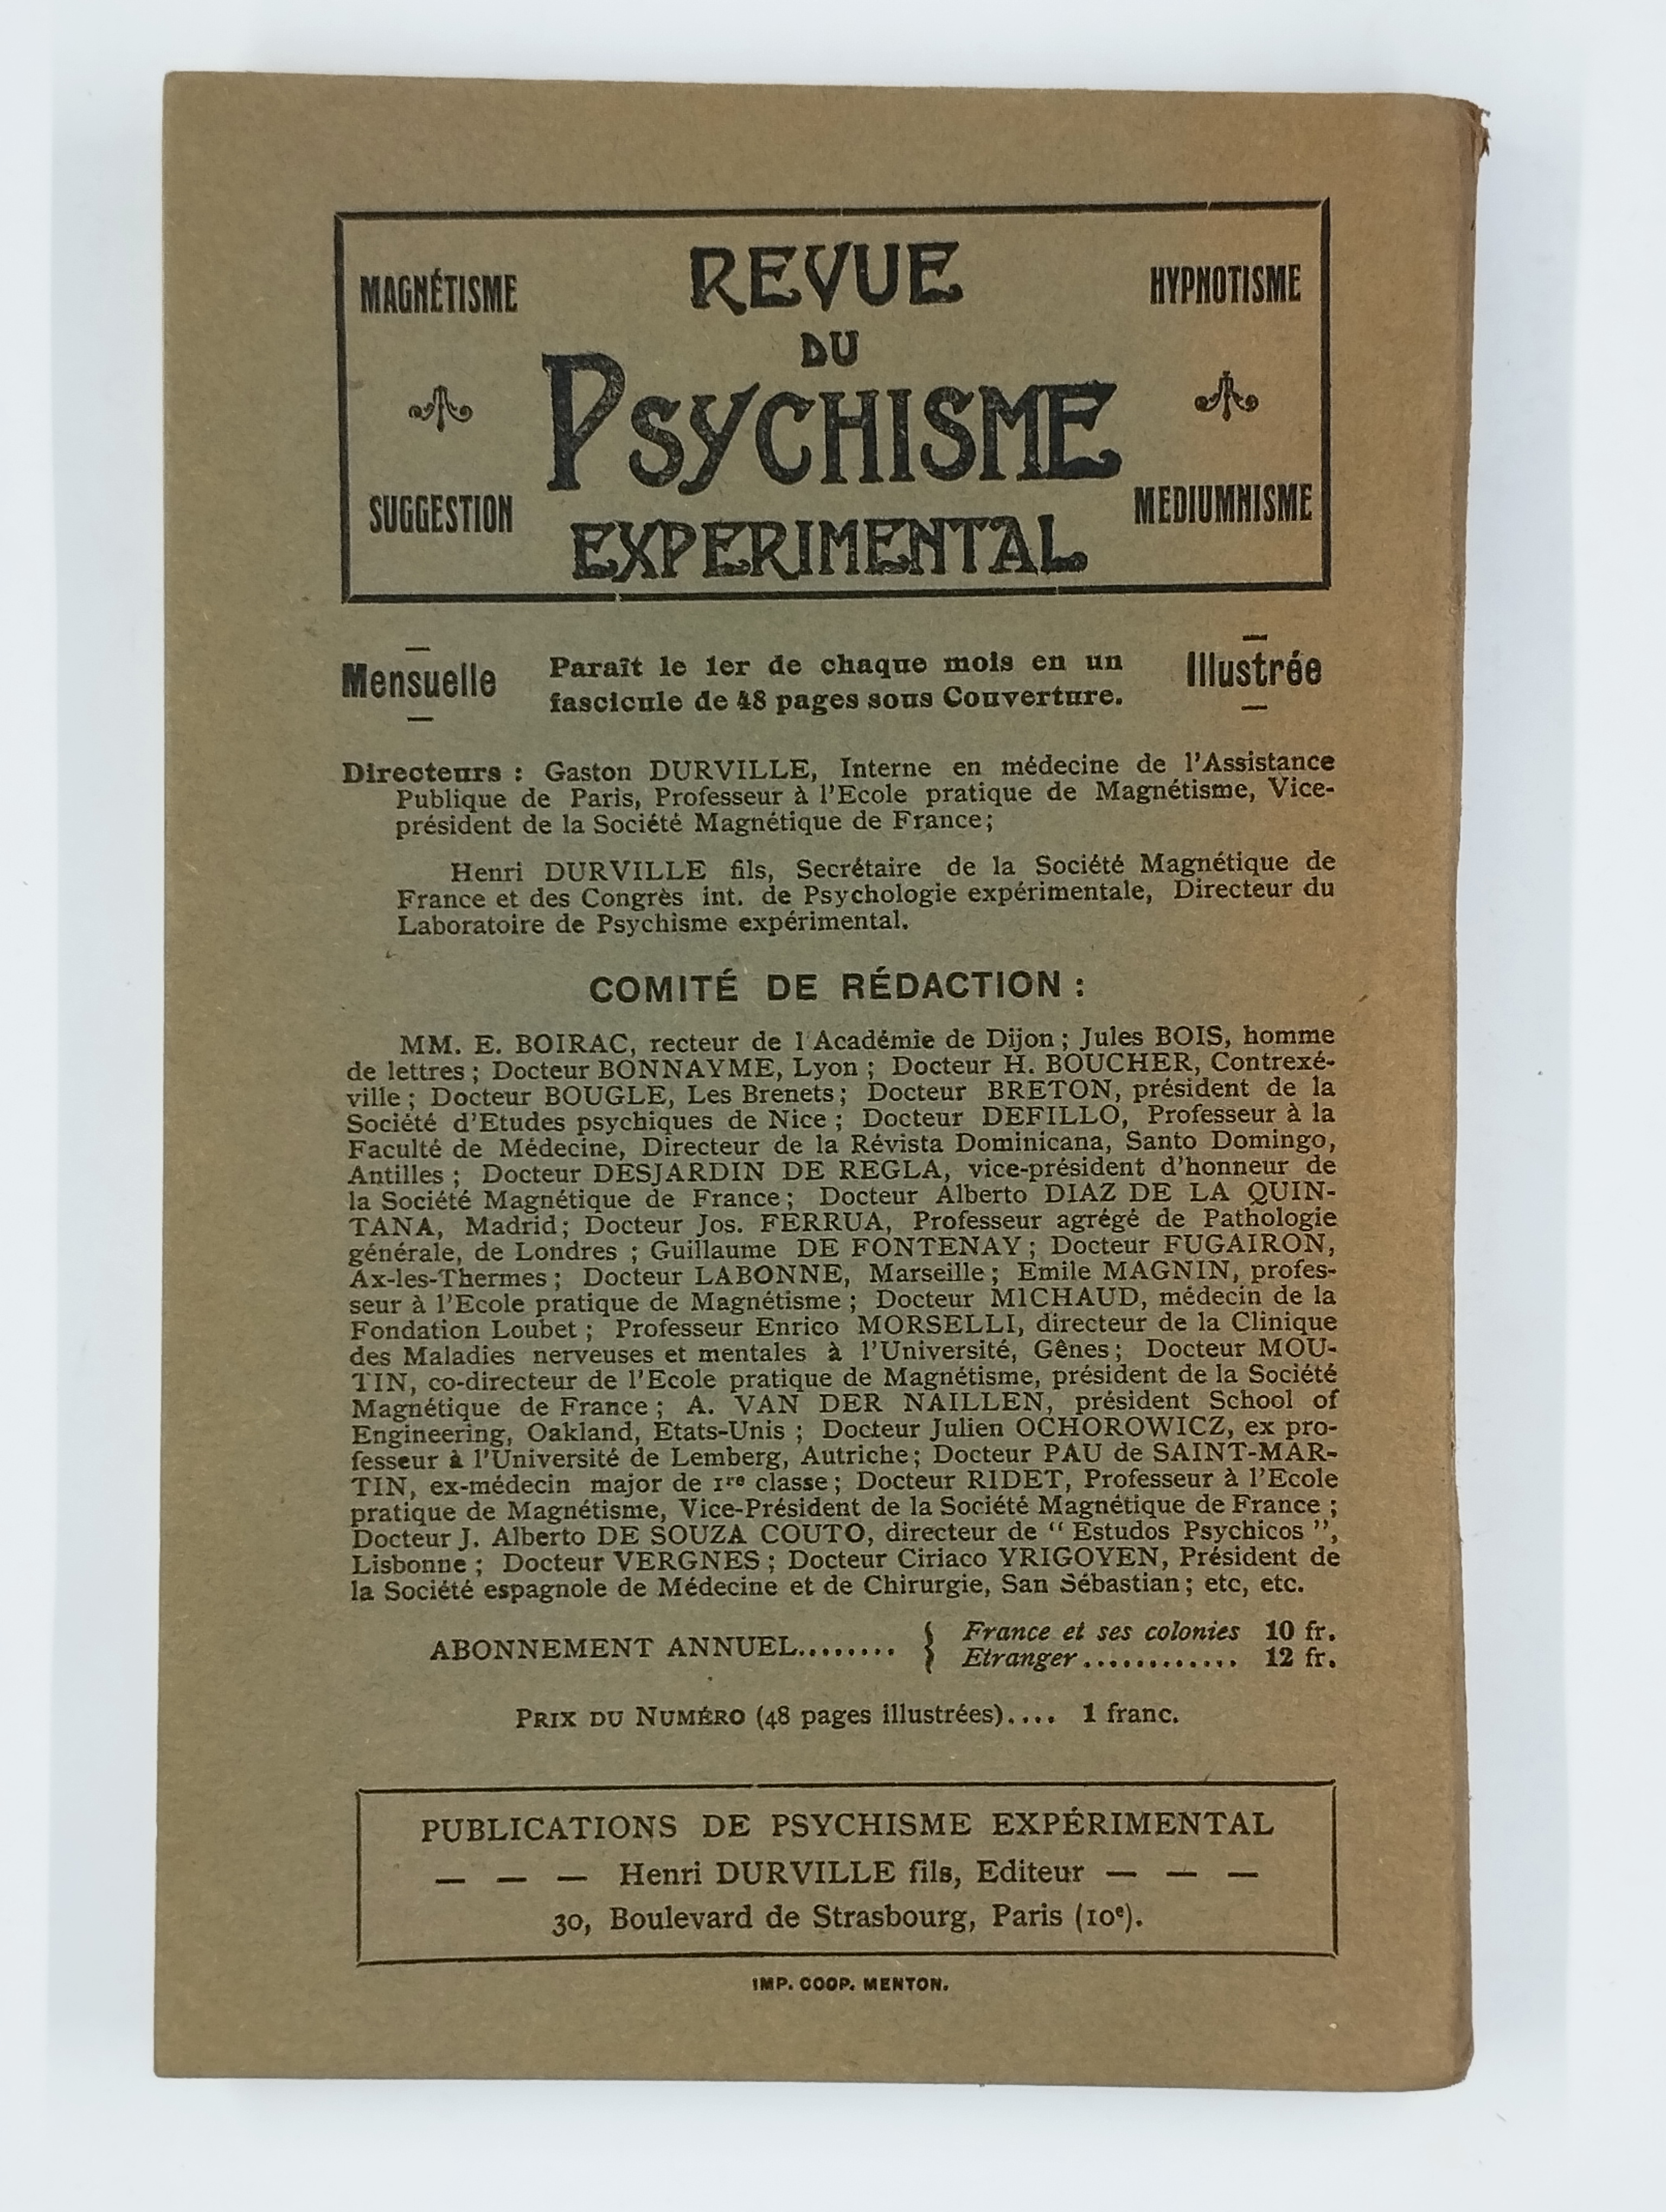 MAGNÉTISME
REVUE
HYPNOTISME
DU
PSYCHISME
SUGGESTION
MEDIUMNISME
EXPERIMENTAL
Mensuelle
Paraît le 1er de chaque mois en un
fascicule de 48 pages sous Couverture.
Illustrée
Directeurs : Gaston DURVILLE, Interne en médecine de l'Assistance
Publique de Paris, Professeur à l'Ecole pratique de Magnétisme, Vice-
président de la Société Magnétique de France;
Henri DURVILLE fils, Secrétaire de la Société Magnétique de
France et des Congrès int. de Psychologie expérimentale, Directeur du
Laboratoire de Psychisme expérimental.
COMITÉ DE RÉDACTION :
MM. E. BOIRAC, recteur de l'Académie de Dijon ; Jules BOIS, homme
de lettres ; Docteur BONNAYME, Lyon ; Docteur H. BOUCHER, Contrexé-
ville ; Docteur BOUGLE, Les Brenets ; Docteur BRETON, président de la
Société d'Etudes psychiques de Nice ; Docteur DEFILLO, Professeur à la
Faculté de Médecine, Directeur de la Révista Dominicana, Santo Domingo,
Antilles ; Docteur DESJARDIN DE REGLA, vice-président d'honneur de
la Société Magnétique de France ; Docteur Alberto DIAZ DE LA QUIN-
TANA, Madrid ; Docteur Jos. FERRUA, Professeur agrégé de Pathologie
générale, de Londres ; Guillaume DE FONTENAY ; Docteur FUGAIRON,
Ax-les-Thermes ; Docteur LABONNE, Marseille ; Emile MAGNIN, profes-
seur à l'Ecole pratique de Magnétisme ; Docteur MICHAUD, médecin de la
Fondation Loubet ; Professeur Enrico MORSELLI, directeur de la Clinique
des Maladies nerveuses et mentales à l'Université, Gênes ; Docteur MOU-
TIN, co-directeur de l'Ecole pratique de Magnétisme, président de la Société
Magnétique de France ; A. VAN DER NAILLEN, président School of
Engineering, Oakland, Etats-Unis ; Docteur Julien OCHOROWICZ, ex pro-
fesseur à l'Université de Lemberg, Autriche ; Docteur PAU de SAINT-MAR-
TIN, ex-médecin major de 1re classe ; Docteur RIDET, Professeur à l'Ecole
pratique de Magnétisme, Vice-Président de la Société Magnétique de France ;
Docteur J. Alberto DE SOUZA COUTO, directeur de “ Estudos Psychicos ”,
Lisbonne ; Docteur VERGNES ; Docteur Ciriaco YRIGOYEN, Président de
la Société espagnole de Médecine et de Chirurgie, San Sébastian ; etc, etc.
ABONNEMENT ANNUEL........ { France et ses colonies 10 fr.
Etranger............ 12 fr.
PRIX DU NUMÉRO (48 pages illustrées).... 1 franc.
PUBLICATIONS DE PSYCHISME EXPÉRIMENTAL
— — — Henri DURVILLE fils, Editeur — — —
30, Boulevard de Strasbourg, Paris (10e).
IMP. COOP. MENTON.